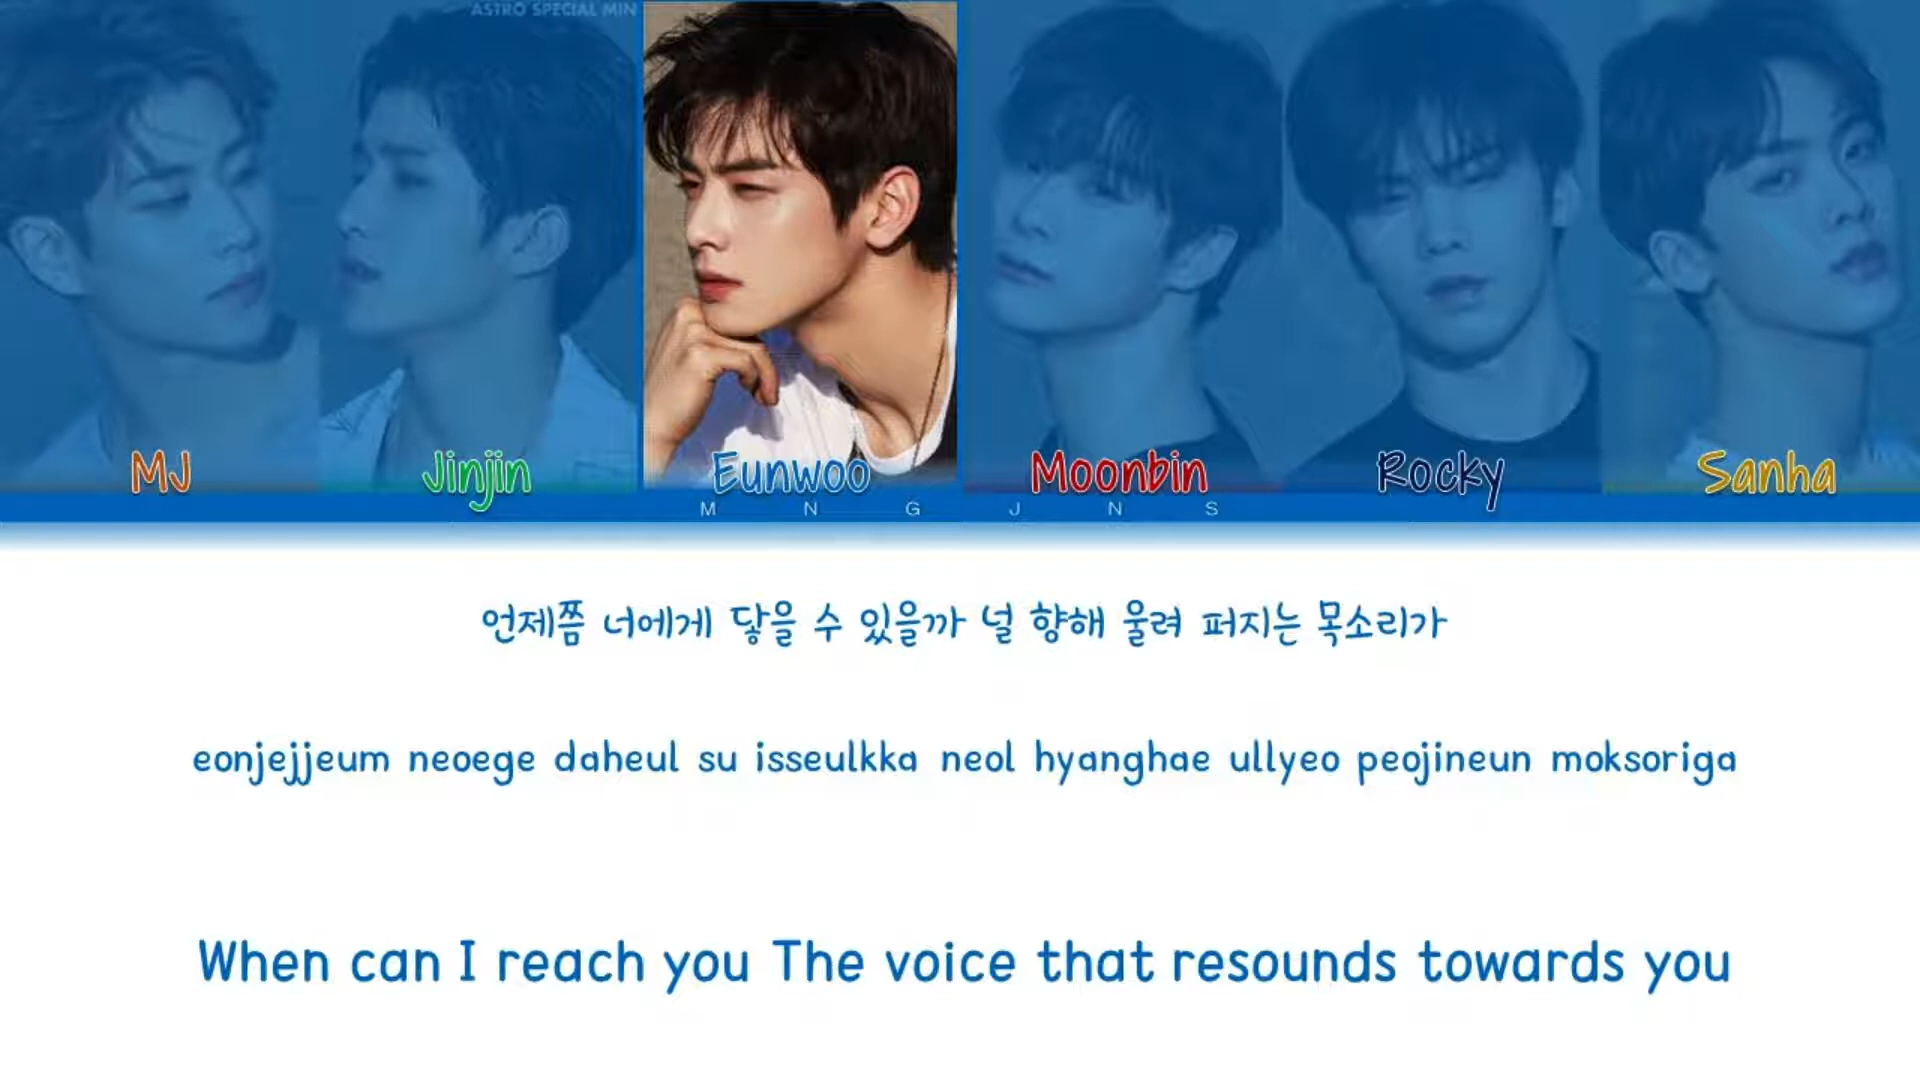 ASTRO SPECIAL MIN
MJ Jinjin Eunwoo Moonbin Rocky Sanha
M N G J N S
언제쯤 너에게 닿을 수 있을까 널 향해 울려 퍼지는 목소리가
eonjejjeum neoege daheul su isseulkka neol hyanghae ullyeo peojineun moksoriga
When can I reach you The voice that resounds towards you